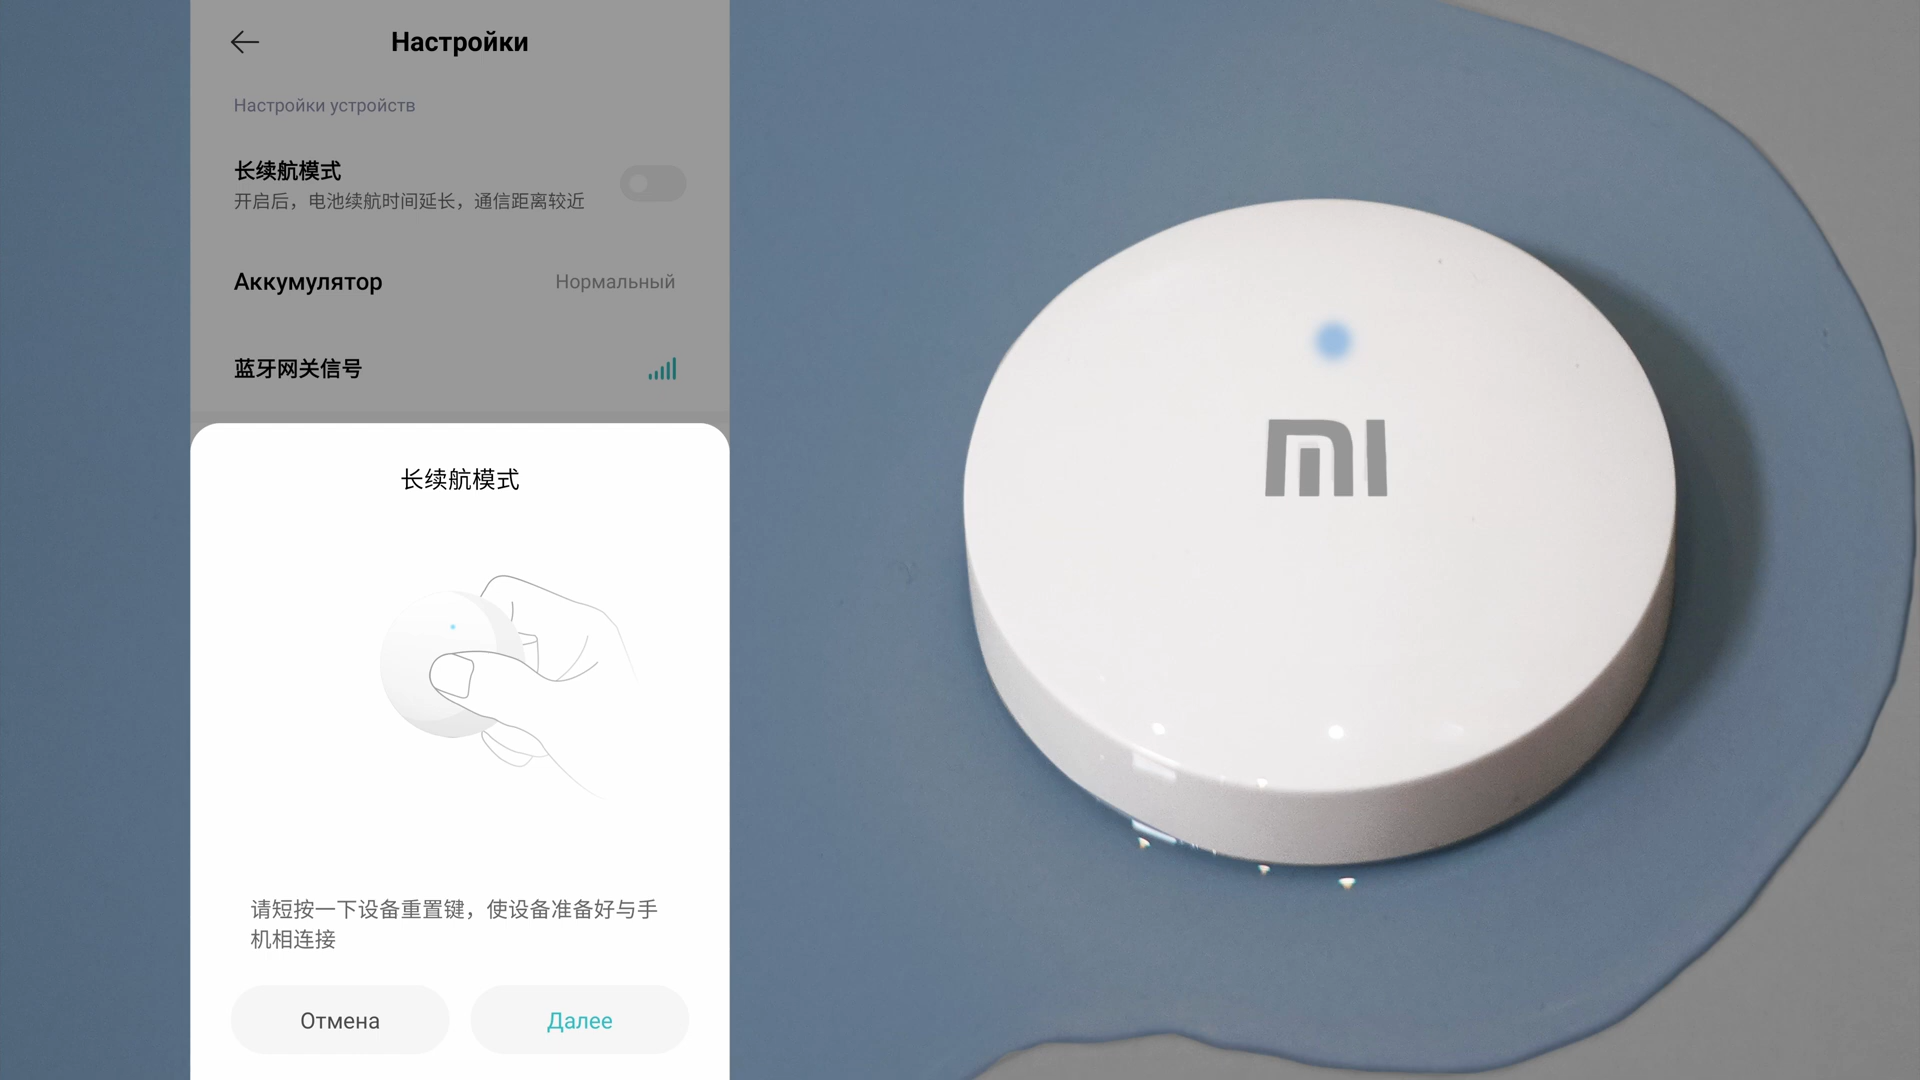 Настройки
Настройки устройств
长续航模式
开启后，电池续航时间延长，通信距离较近
Аккумулятор
Нормальный
蓝牙网关信号
长续航模式
请短按一下设备重置键，使设备准备好与手
机相连接
Отмена
Далее
mi